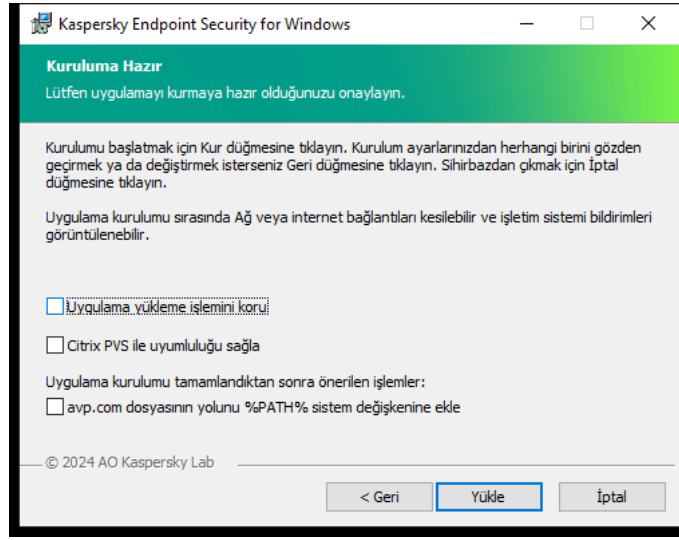 Kaspersky Endpoint Security for Windows
Kuruluma Hazır
Lütfen uygulamayı kurmaya hazır olduğunuzu onaylayın.
Kurulumu başlatmak için Kur düğmesine tıklayın. Kurulum ayarlarınızdan herhangi birini gözden
geçirmek ya da değiştirmek isterseniz Geri düğmesine tıklayın. Sihirbazdan çıkmak için İptal
düğmesine tıklayın.
Uygulama kurulumu sırasında Ağ veya internet bağlantıları kesilebilir ve işletim sistemi bildirimleri
görüntülenebilir.
Uygulama yükleme işlemini koru
Citrix PVS ile uyumluluğu sağla
Uygulama kurulumu tamamlandıktan sonra önerilen işlemler:
avp.com dosyasının yolunu %PATH% sistem değişkenine ekle
© 2024 AO Kaspersky Lab
< Geri Yükle İptal